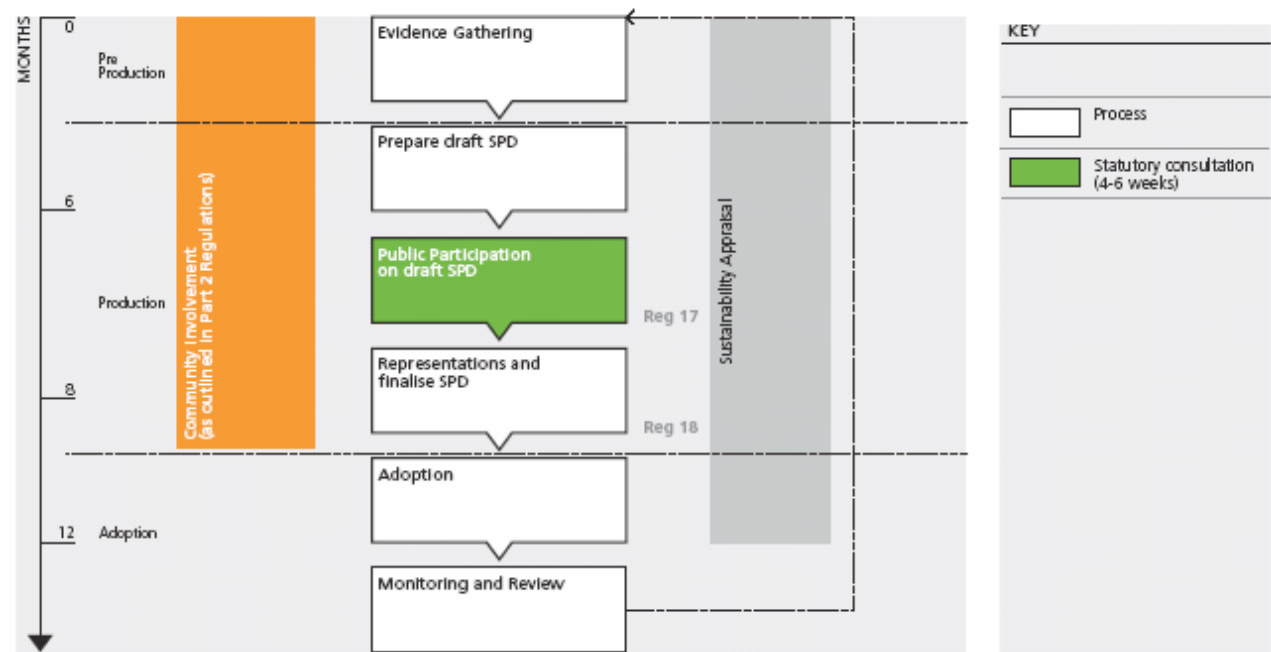 MONTHS
0
Pre
Production
6
Production
8
12
Adoption
Community Involvement
(as outlined in Part 2 Regulations)
Evidence Gathering
Prepare draft SPD
Public Participation
on draft SPD
Reg 17
Representations and
finalise SPD
Reg 18
Adoption
Monitoring and Review
Sustainability Appraisal
KEY
Process
Statutory consultation
(4-6 weeks)